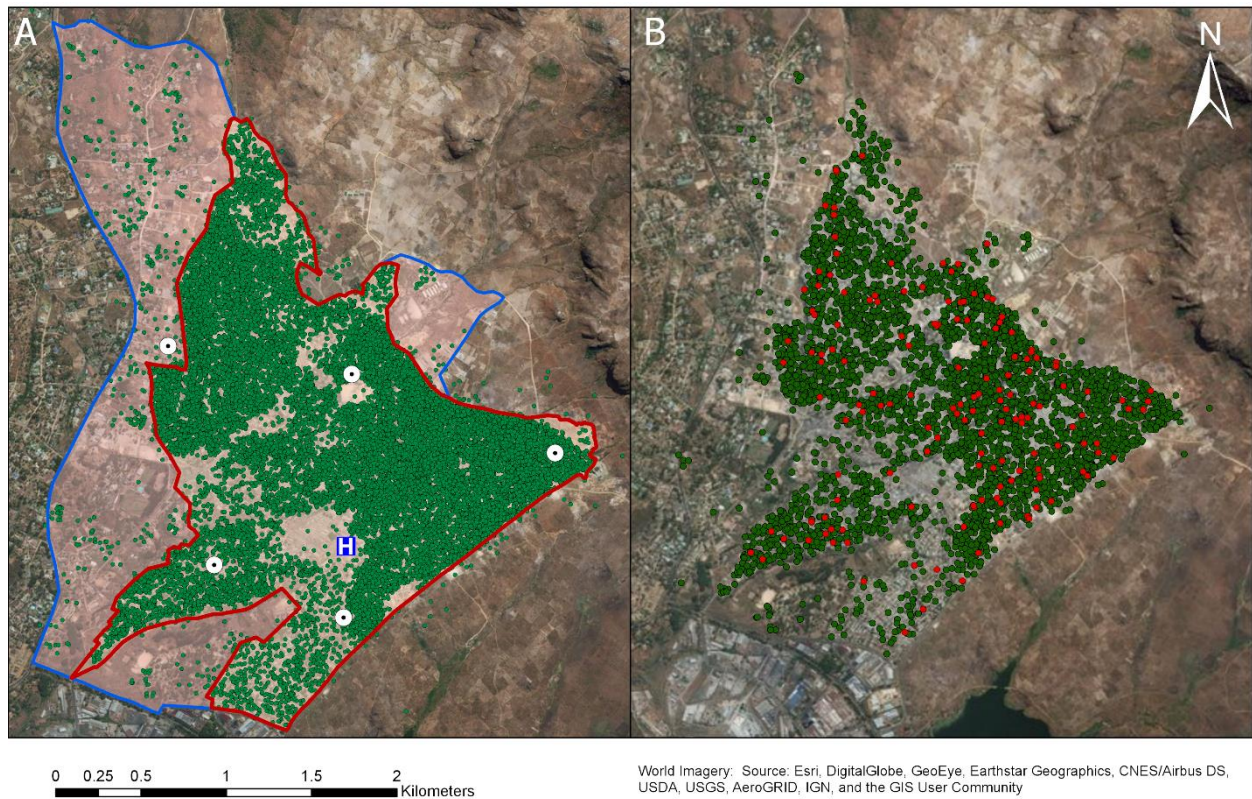 A
B
N
H
0 0.25 0.5 1 1.5 2
Kilometers
World Imagery: Source: Esri, DigitalGlobe, GeoEye, Earthstar Geographics, CNES/Airbus DS,
USDA, USGS, AeroGRID, IGN, and the GIS User Community